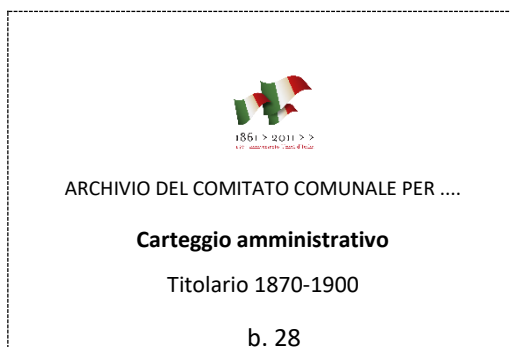 1861 > 2011 > >
ARCHIVIO DEL COMITATO COMUNALE PER ....
Carteggio amministrativo
Titolario 1870-1900
b. 28